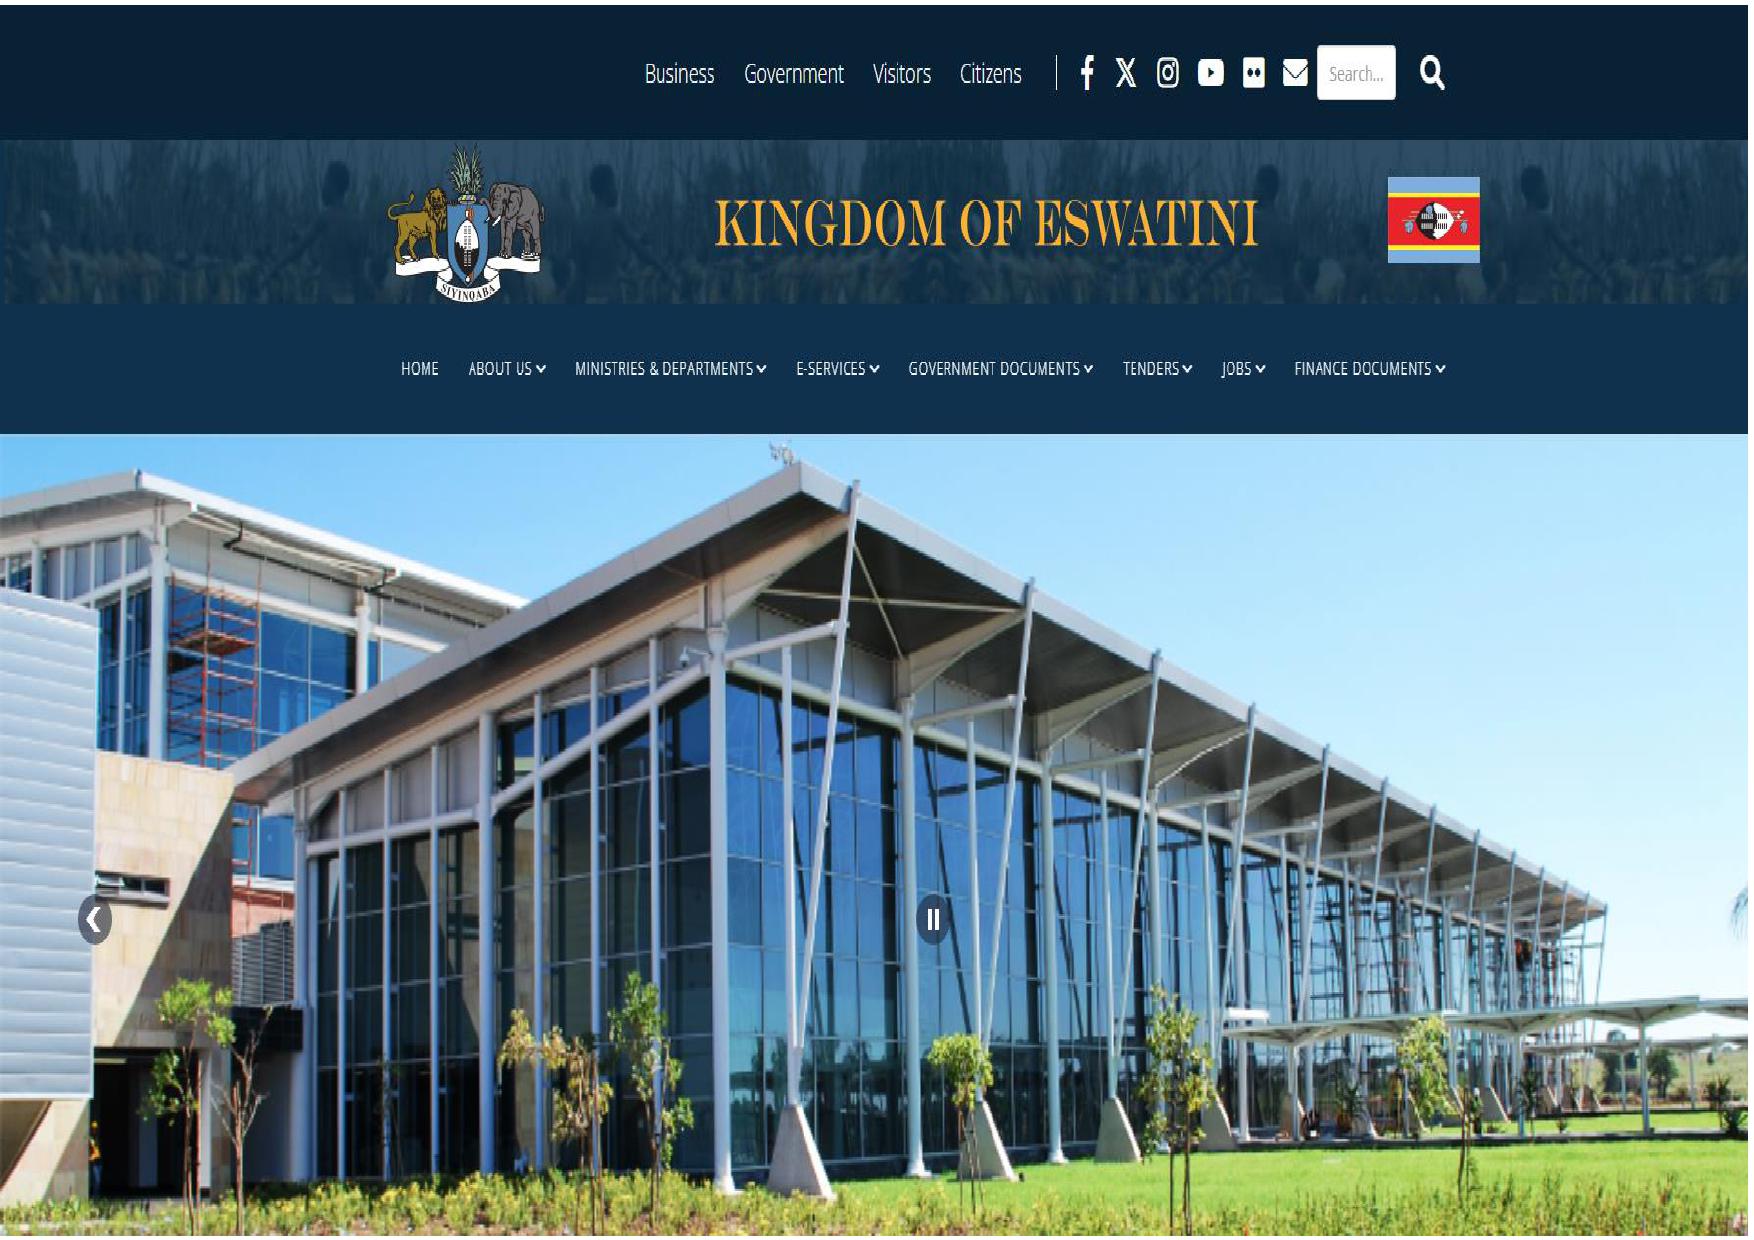 Business Government Visitors Citizens Search...
KINGDOM OF ESWATINI
SIYINQABA
HOME ABOUT US MINISTRIES & DEPARTMENTS E-SERVICES GOVERNMENT DOCUMENTS TENDERS JOBS FINANCE DOCUMENTS